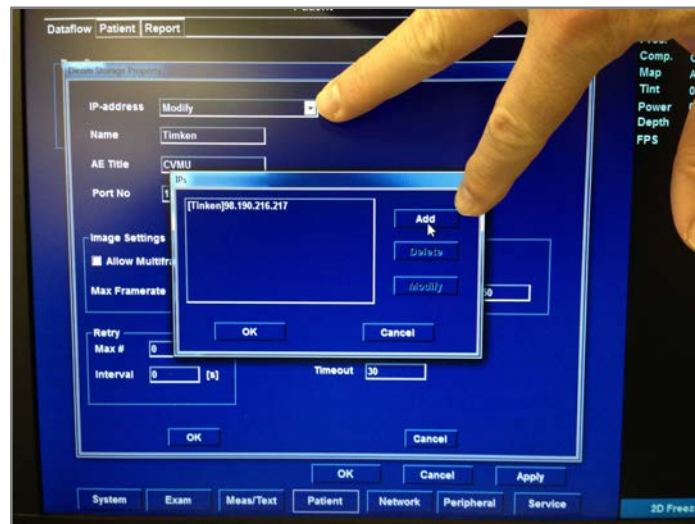 Dataflow Patient Report
Dicom Storage Property
IP-address Modify
Name Timken
AE Title CVMU
Port No 1
IPs
[Tinken]98.190.216.217
Add
Delete
Modify
OK Cancel
Image Settings
Allow Multifra
Max Framerate
Retry
Max # 0
Interval 0 [s]
Timeout 30
OK Cancel
OK Cancel Apply
System Exam Meas/Text Patient Network Peripheral Service
Comp.
Map
Tint
Power
Depth
FPS
2D Freez